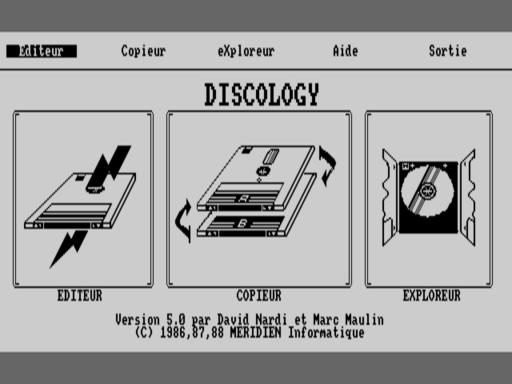 Editeur Copieur eXploreur Aide Sortie
DISCOLOGY
A
B
EDITEUR COPIEUR EXPLOREUR
Version 5.0 par David Nardi et Marc Maulin
(C) 1986,87,88 MERIDIEN Informatique